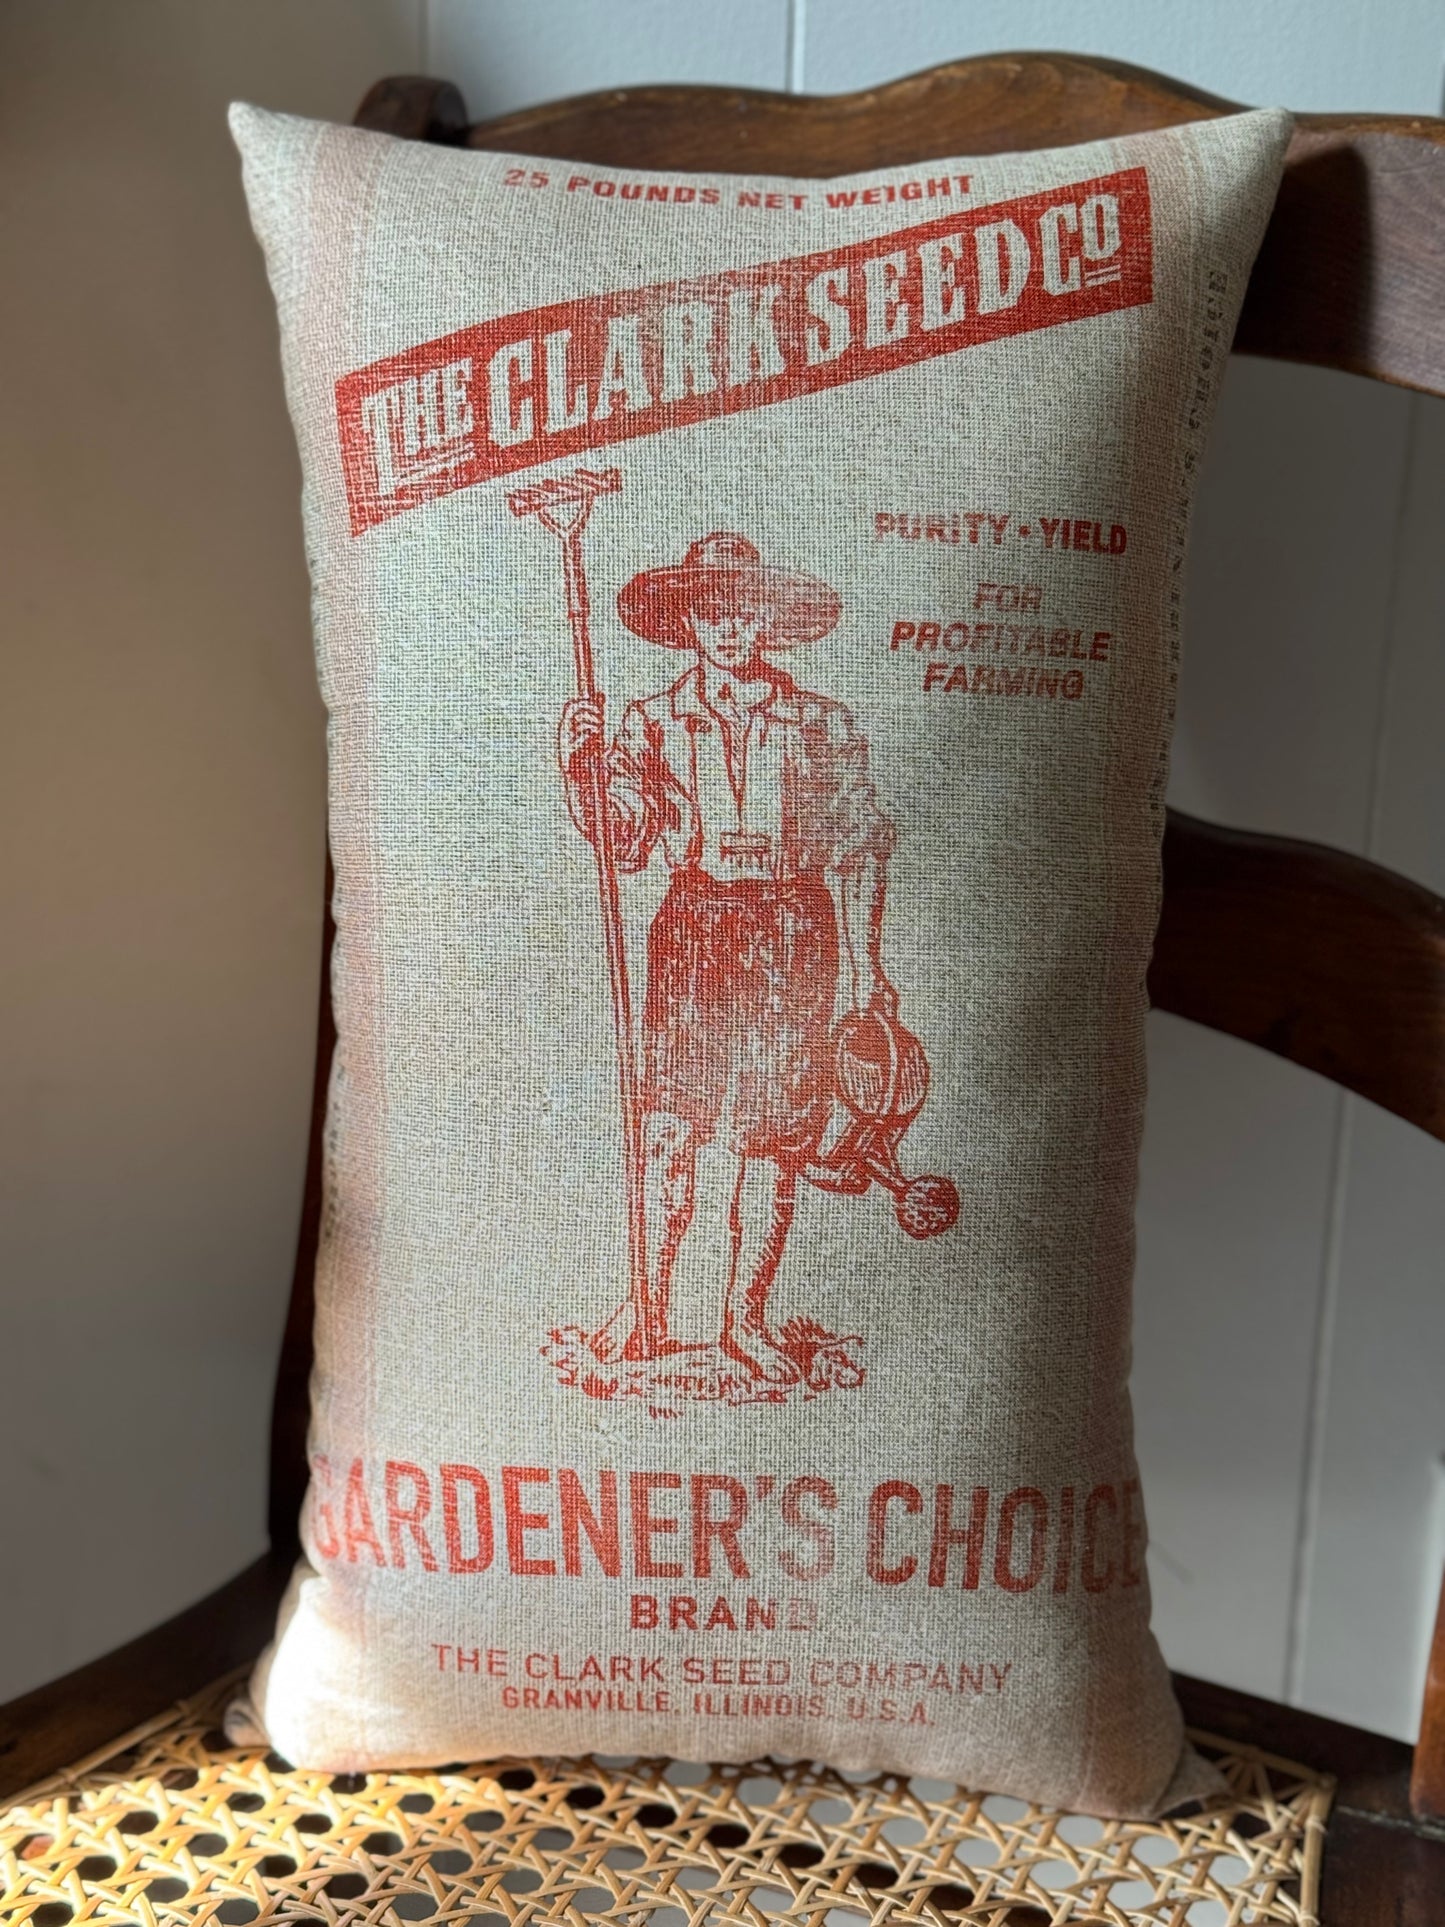 25 POUNDS NET WEIGHT
THE CLARK SEED CO
PURITY • YIELD
FOR
PROFITABLE
FARMING
GARDENER'S CHOICE
BRAND
THE CLARK SEED COMPANY
GRANVILLE, ILLINOIS, U.S.A.